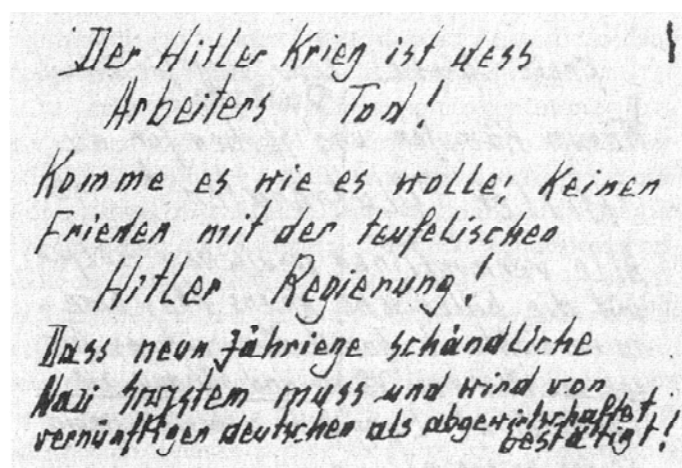 Der Hitler Krieg ist dess
Arbeiters Tod!
Komme es wie es wolle! Keinen
Frieden mit der teufelischen
Hitler Regierung!
Dass neun Jähriege schändliche
Nazi Süstem muss und wird von
vernünftigen deutschen als abgewirtschaftet
bestätigt!